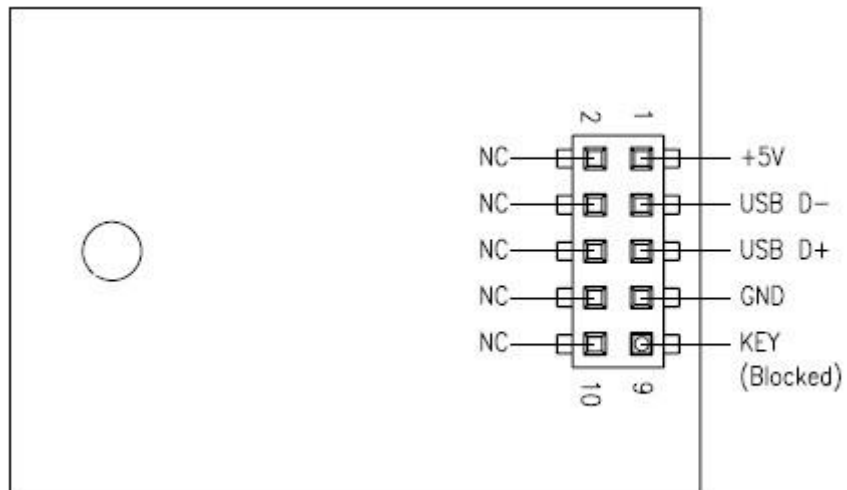 2 1
NC +5V
NC USB D-
NC USB D+
NC GND
NC KEY
(Blocked)
10 9